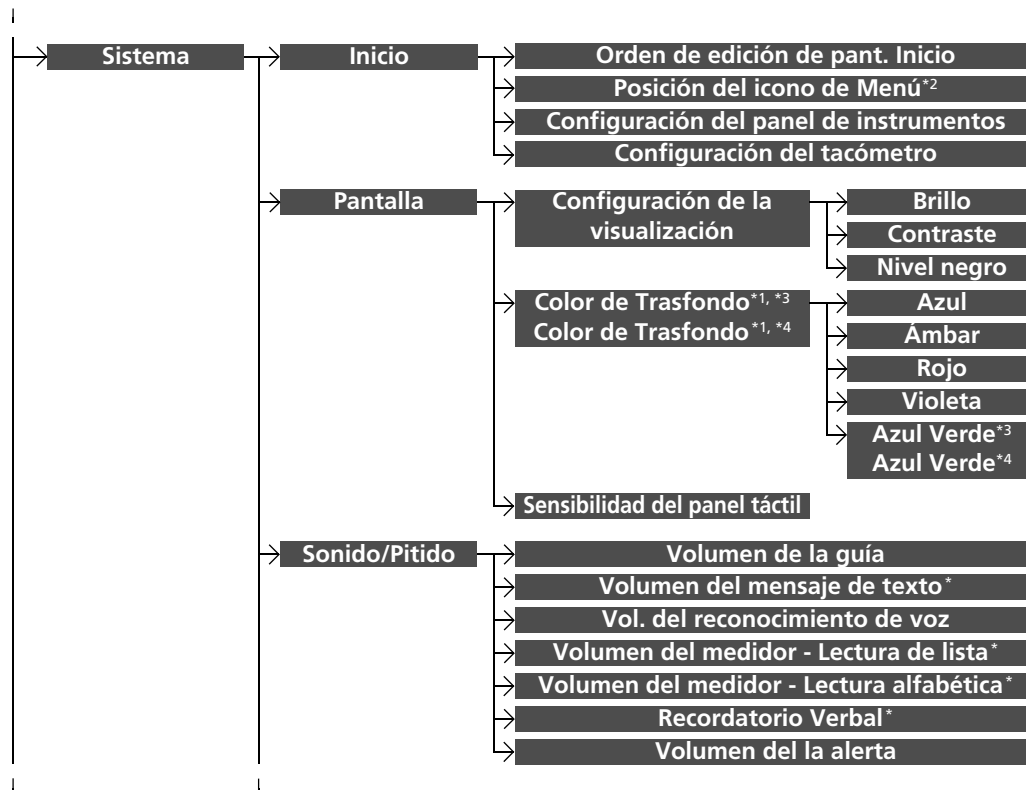 Sistema
Inicio
Orden de edición de pant. Inicio
Posición del icono de Menú*2
Configuración del panel de instrumentos
Configuración del tacómetro
Pantalla
Configuración de la
visualización
Brillo
Contraste
Nivel negro
Color de Trasfondo*1, *3
Color de Trasfondo*1, *4
Azul
Ámbar
Rojo
Violeta
Azul Verde*3
Azul Verde*4
Sensibilidad del panel táctil
Sonido/Pitido
Volumen de la guía
Volumen del mensaje de texto*
Vol. del reconocimiento de voz
Volumen del medidor - Lectura de lista*
Volumen del medidor - Lectura alfabética*
Recordatorio Verbal*
Volumen del la alerta